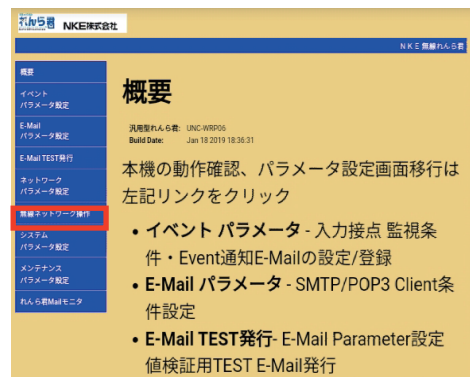 れんら君 NKE株式会社
NKE無線れんら君
概要
イベント
パラメータ設定
E-Mail
パラメータ設定
E-Mail TEST発行
ネットワーク
パラメータ設定
無線ネットワーク操作
システム
パラメータ設定
メンテナンス
パラメータ設定
れんら君Mailモニタ
概要
汎用型れんら君: UNC-WRP06
Build Date: Jan 18 2019 18:36:31
本機の動作確認、パラメータ設定画面移行は
左記リンクをクリック
• イベント パラメータ - 入力接点 監視条
件・Event通知E-Mailの設定/登録
• E-Mail パラメータ - SMTP/POP3 Client条
件設定
• E-Mail TEST発行- E-Mail Parameter設定
値検証用TEST E-Mail発行